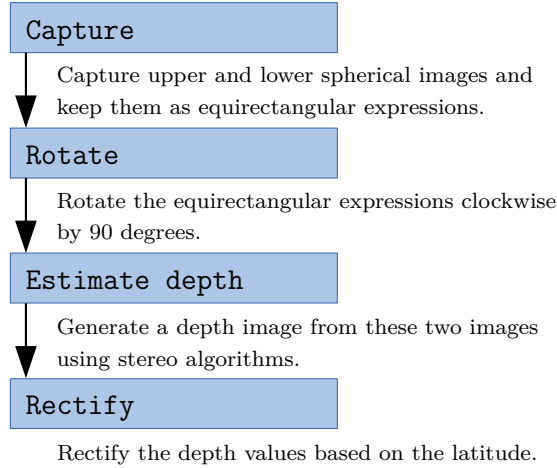 Capture
Capture upper and lower spherical images and
keep them as equirectangular expressions.
Rotate
Rotate the equirectangular expressions clockwise
by 90 degrees.
Estimate depth
Generate a depth image from these two images
using stereo algorithms.
Rectify
Rectify the depth values based on the latitude.